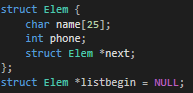 struct Elem {
    char name[25];
    int phone;
    struct Elem *next;
};
struct Elem *listbegin = NULL;